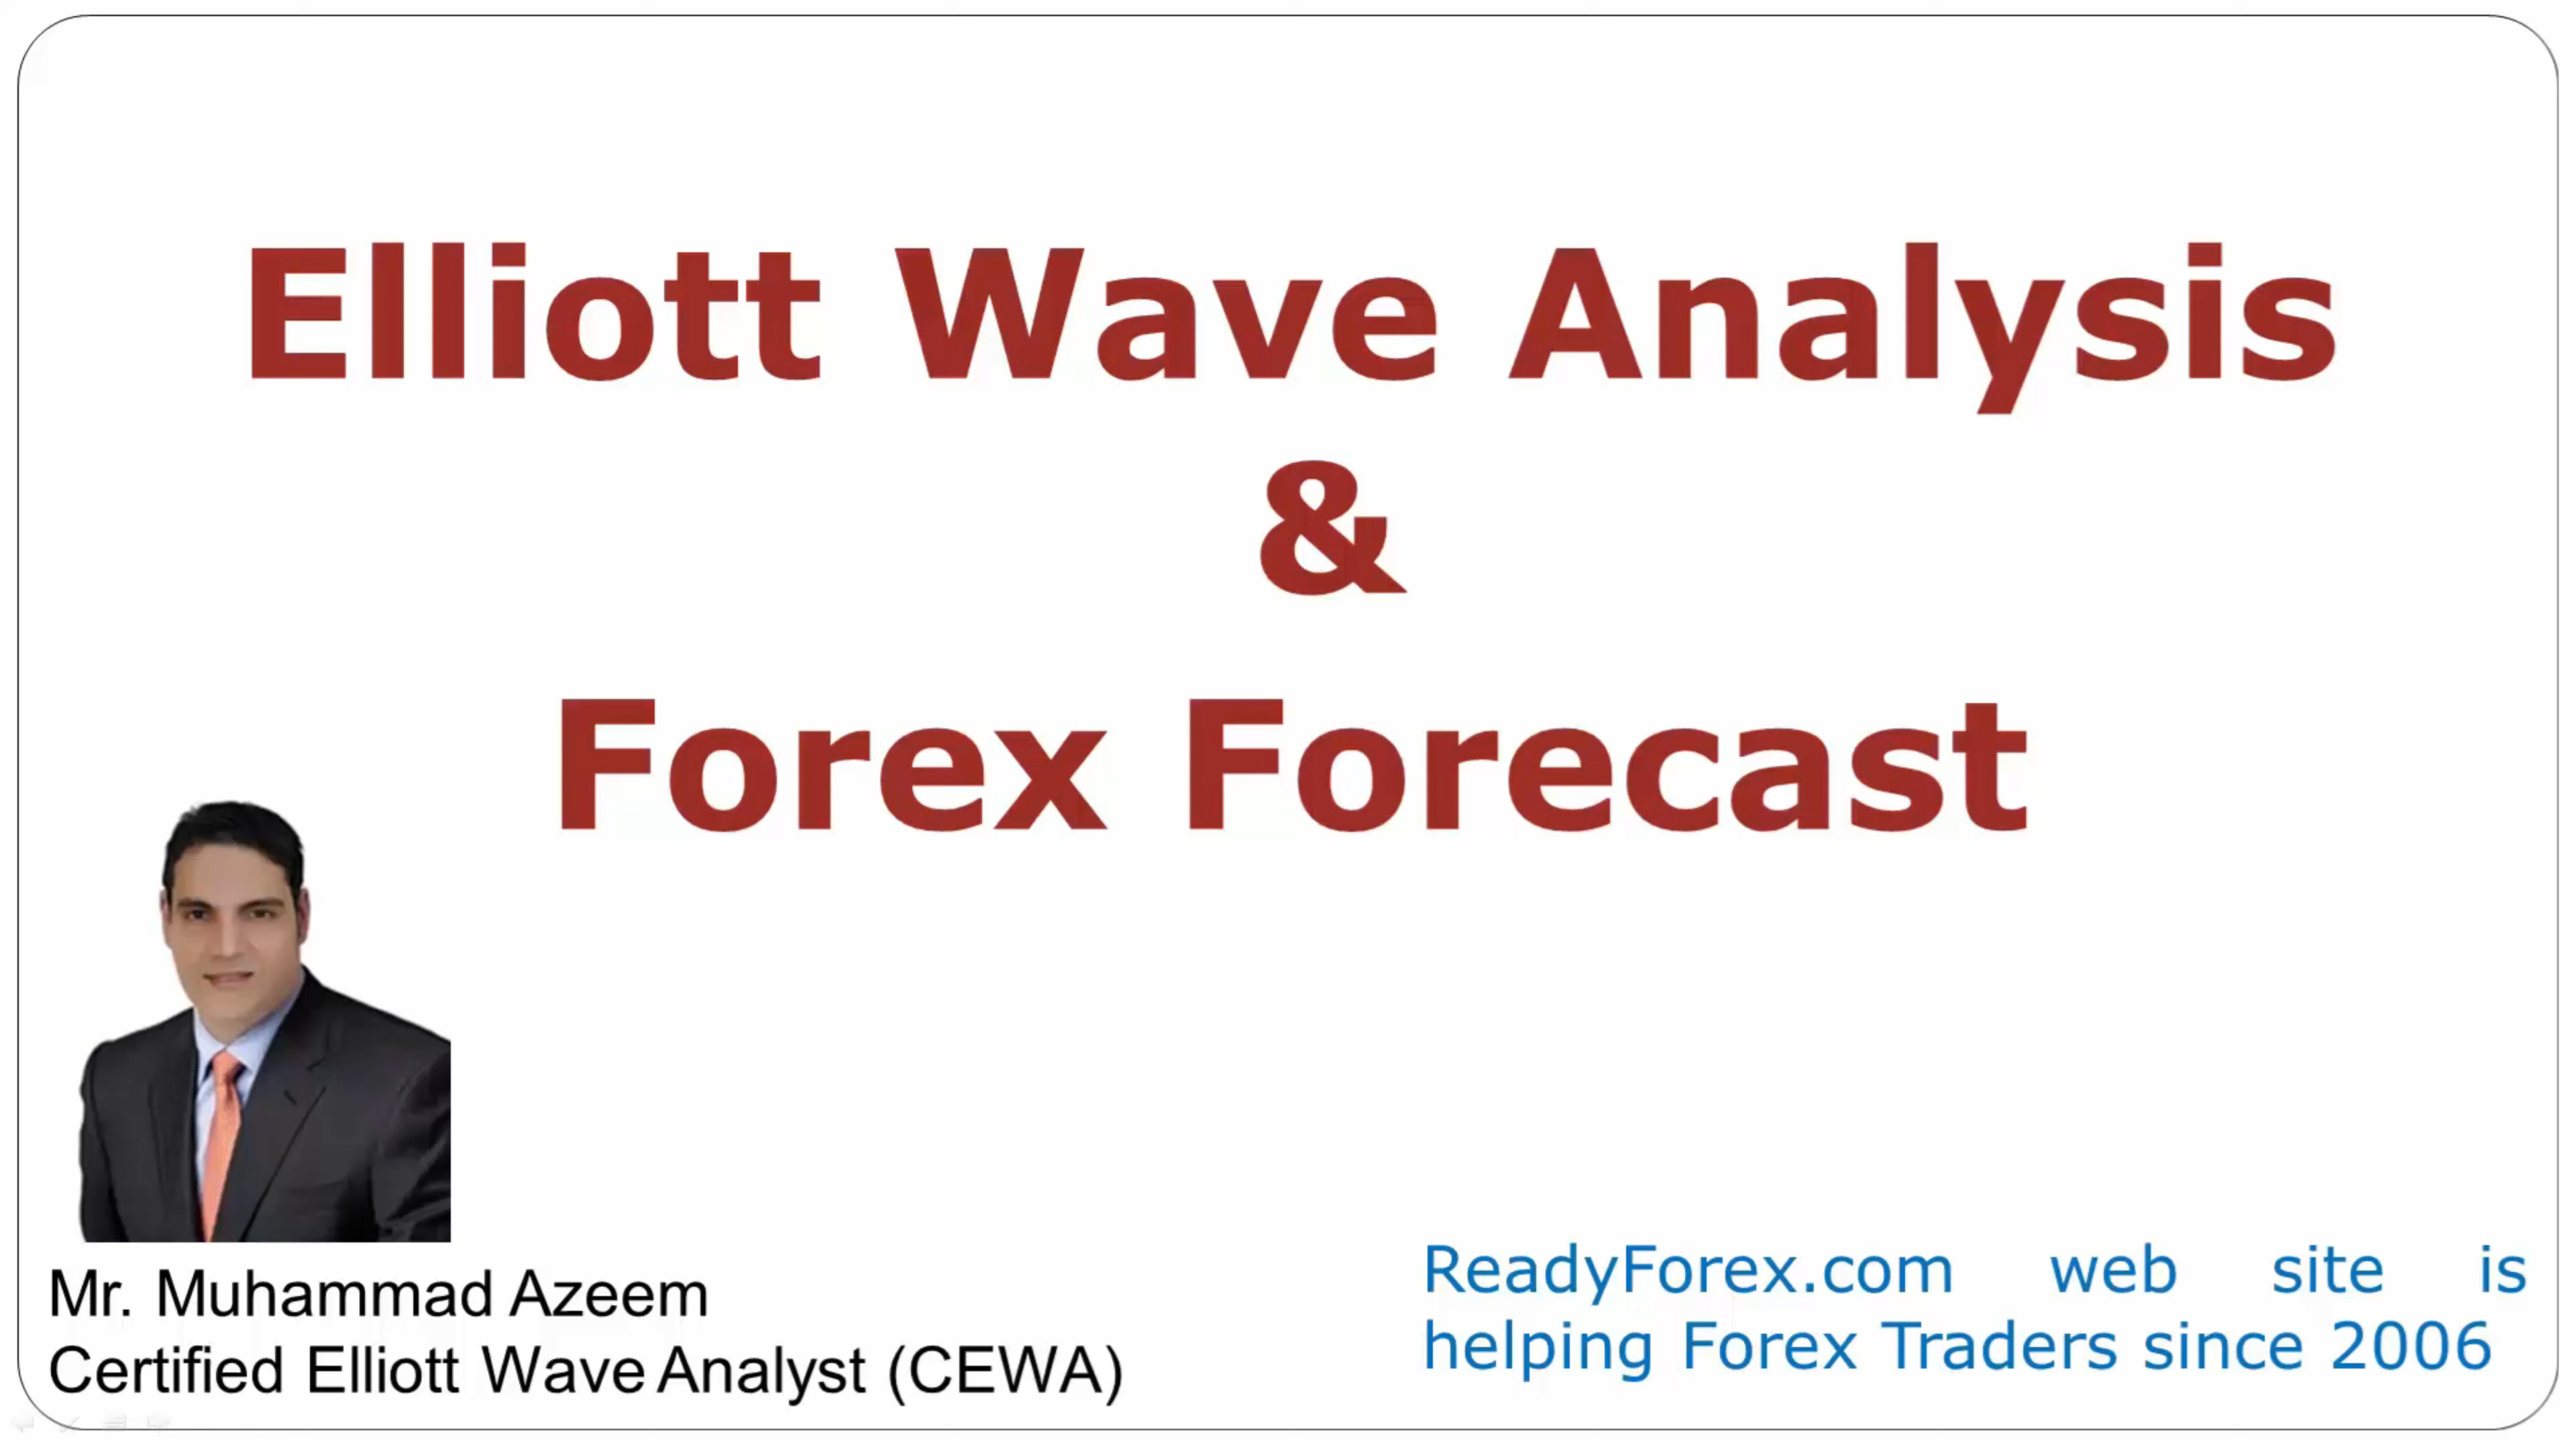 Elliott Wave Analysis
&
Forex Forecast
Mr. Muhammad Azeem
Certified Elliott Wave Analyst (CEWA)
ReadyForex.com web site is
helping Forex Traders since 2006